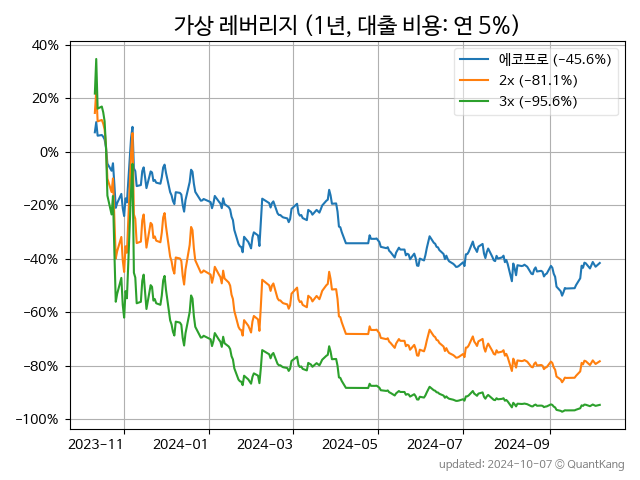 가상 레버리지 (1년, 대출 비용: 연 5%)
에코프로 (-45.6%)
2x (-81.1%)
3x (-95.6%)
40%
20%
0%
−20%
−40%
−60%
−80%
−100%
2023-11 2024-01 2024-03 2024-05 2024-07 2024-09
updated: 2024-10-07 © QuantKang